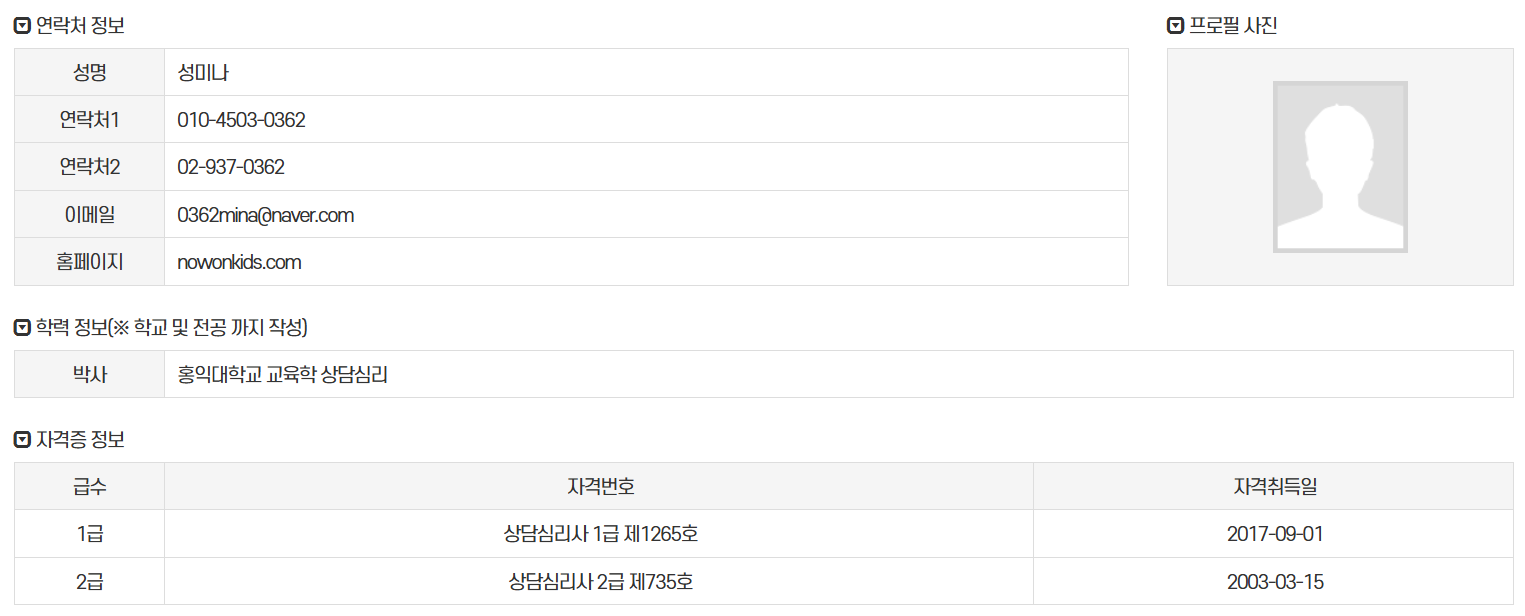 연락처 정보
프로필 사진
성명 성미나
연락처1 010-4503-0362
연락처2 02-937-0362
이메일 0362mina@naver.com
홈페이지 nowonkids.com
학력 정보(※ 학교 및 전공 까지 작성)
박사 홍익대학교 교육학 상담심리
자격증 정보
급수 자격번호 자격취득일
1급 상담심리사 1급 제1265호 2017-09-01
2급 상담심리사 2급 제735호 2003-03-15